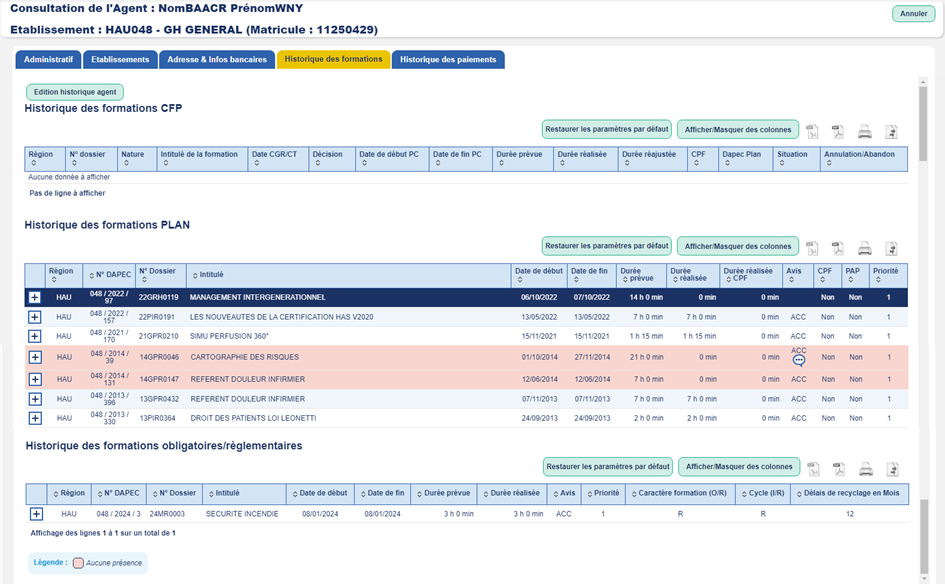 Consultation de l'Agent : NomBAACR PrénomWNY
Annuler
Etablissement : HAU048 - GH GENERAL (Matricule : 11250429)
Administratif Etablissements Adresse & Infos bancaires Historique des formations Historique des paiements
Edition historique agent
Historique des formations CFP
Restaurer les paramètres par défaut Afficher/Masquer des colonnes
Région N° dossier Nature Intitulé de la formation Date CGR/CT Décision Date de début PC Date de fin PC Durée prévue Durée réalisée Durée réajustée CPF Dapec Plan Situation Annulation/Abandon
Aucune donnée à afficher
Pas de ligne à afficher
Historique des formations PLAN
Restaurer les paramètres par défaut Afficher/Masquer des colonnes
Région N° DAPEC N° Dossier Intitulé Date de début Date de fin Durée prévue Durée réalisée Durée réalisée CPF Avis CPF PAP Priorité
HAU 048 / 2022 / 97 22GRH0119 MANAGEMENT INTERGENERATIONNEL 06/10/2022 07/10/2022 14 h 0 min 0 min 0 min Non Non 1
HAU 048 / 2022 / 157 22PIR0191 LES NOUVEAUTES DE LA CERTIFICATION HAS V2020 13/05/2022 13/05/2022 7 h 0 min 7 h 0 min 0 min ACC Non Non 1
HAU 048 / 2021 / 170 21GPR0210 SIMU PERFUSION 360° 15/11/2021 15/11/2021 1 h 15 min 1 h 15 min 0 min ACC Non Non 1
HAU 048 / 2014 / 39 14GPR0046 CARTOGRAPHIE DES RISQUES 01/10/2014 27/11/2014 21 h 0 min 0 min 0 min ACC Non Non 1
HAU 048 / 2014 / 131 14GPR0147 REFERENT DOULEUR INFIRMIER 12/06/2014 12/06/2014 7 h 0 min 0 min 0 min ACC Non Non 1
HAU 048 / 2013 / 396 13GPR0432 REFERENT DOULEUR INFIRMIER 07/11/2013 07/11/2013 7 h 0 min 7 h 0 min 0 min ACC Non Non 1
HAU 048 / 2013 / 330 13PIR0364 DROIT DES PATIENTS LOI LEONETTI 24/09/2013 24/09/2013 2 h 0 min 2 h 0 min 0 min ACC Non Non 1
Historique des formations obligatoires/règlementaires
Restaurer les paramètres par défaut Afficher/Masquer des colonnes
Région N° DAPEC N° Dossier Intitulé Date de début Date de fin Durée prévue Durée réalisée Avis Priorité Caractère formation (O/R) Cycle (I/R) Délais de recyclage en Mois
HAU 048 / 2024 / 3 24MR0003 SECURITE INCENDIE 08/01/2024 08/01/2024 3 h 0 min 3 h 0 min ACC 1 R R 12
Affichage des lignes 1 à 1 sur un total de 1
Légende : Aucune présence